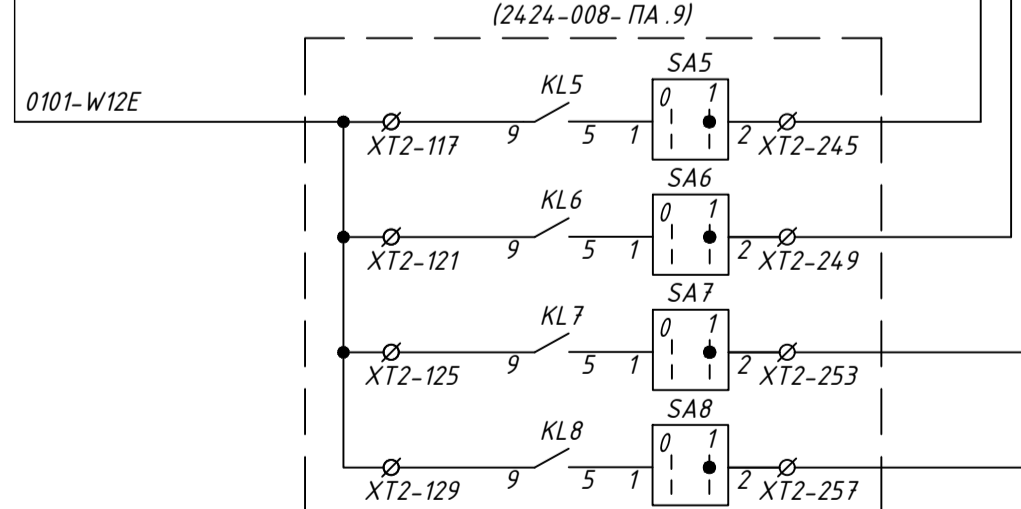 (2424-008- ПА .9)
SA5
KL5
0 1
0101-W12E
9 5 1 2
XT2-117 XT2-245
SA6
KL6
0 1
9 5 1 2
XT2-121 XT2-249
SA7
KL7
0 1
9 5 1 2
XT2-125 XT2-253
SA8
KL8
0 1
9 5 1 2
XT2-129 XT2-257